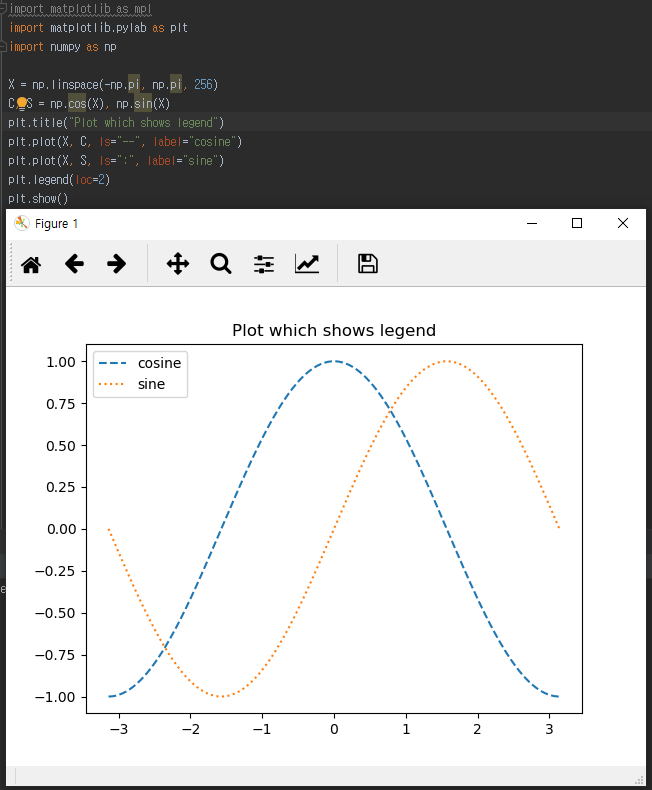 import matplotlib as mpl
import matplotlib.pylab as plt
import numpy as np
X = np.linspace(-np.pi, np.pi, 256)
C, S = np.cos(X), np.sin(X)
plt.title("Plot which shows legend")
plt.plot(X, C, ls="--", label="cosine")
plt.plot(X, S, ls=":", label="sine")
plt.legend(loc=2)
plt.show()
Figure 1
Plot which shows legend
cosine
sine
1.00
0.75
0.50
0.25
0.00
−0.25
−0.50
−0.75
−1.00
−3 −2 −1 0 1 2 3
e